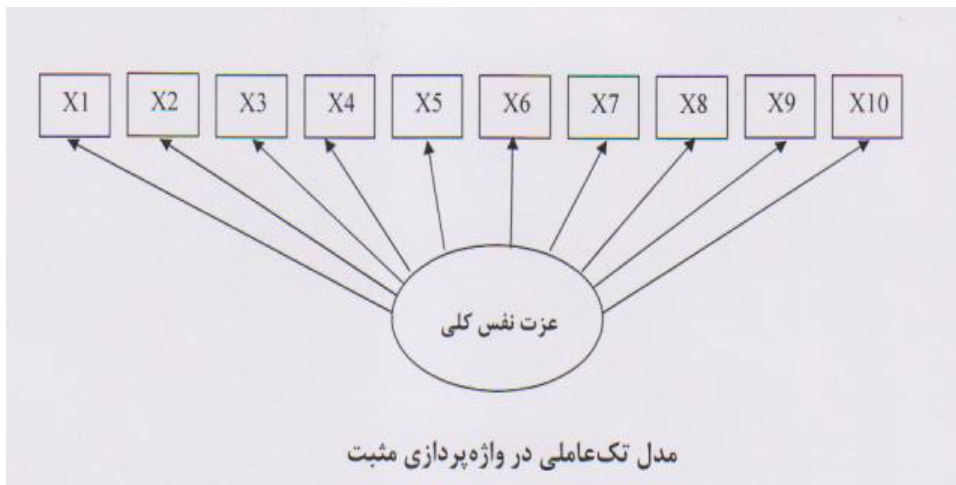 X1 X2 X3 X4 X5 X6 X7 X8 X9 X10
عزت نفس کلی
مدل تک‌عاملی در واژه‌پردازی مثبت